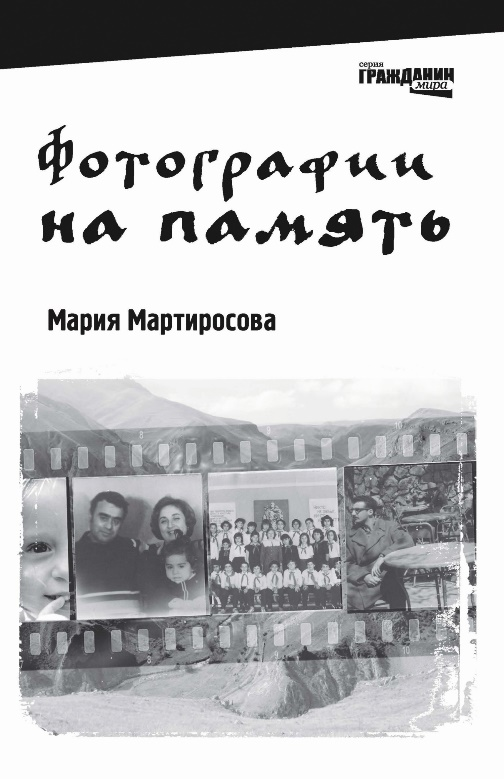 серия
ГРАЖДАНИН
мира
Фотографии
на память
Мария Мартиросова